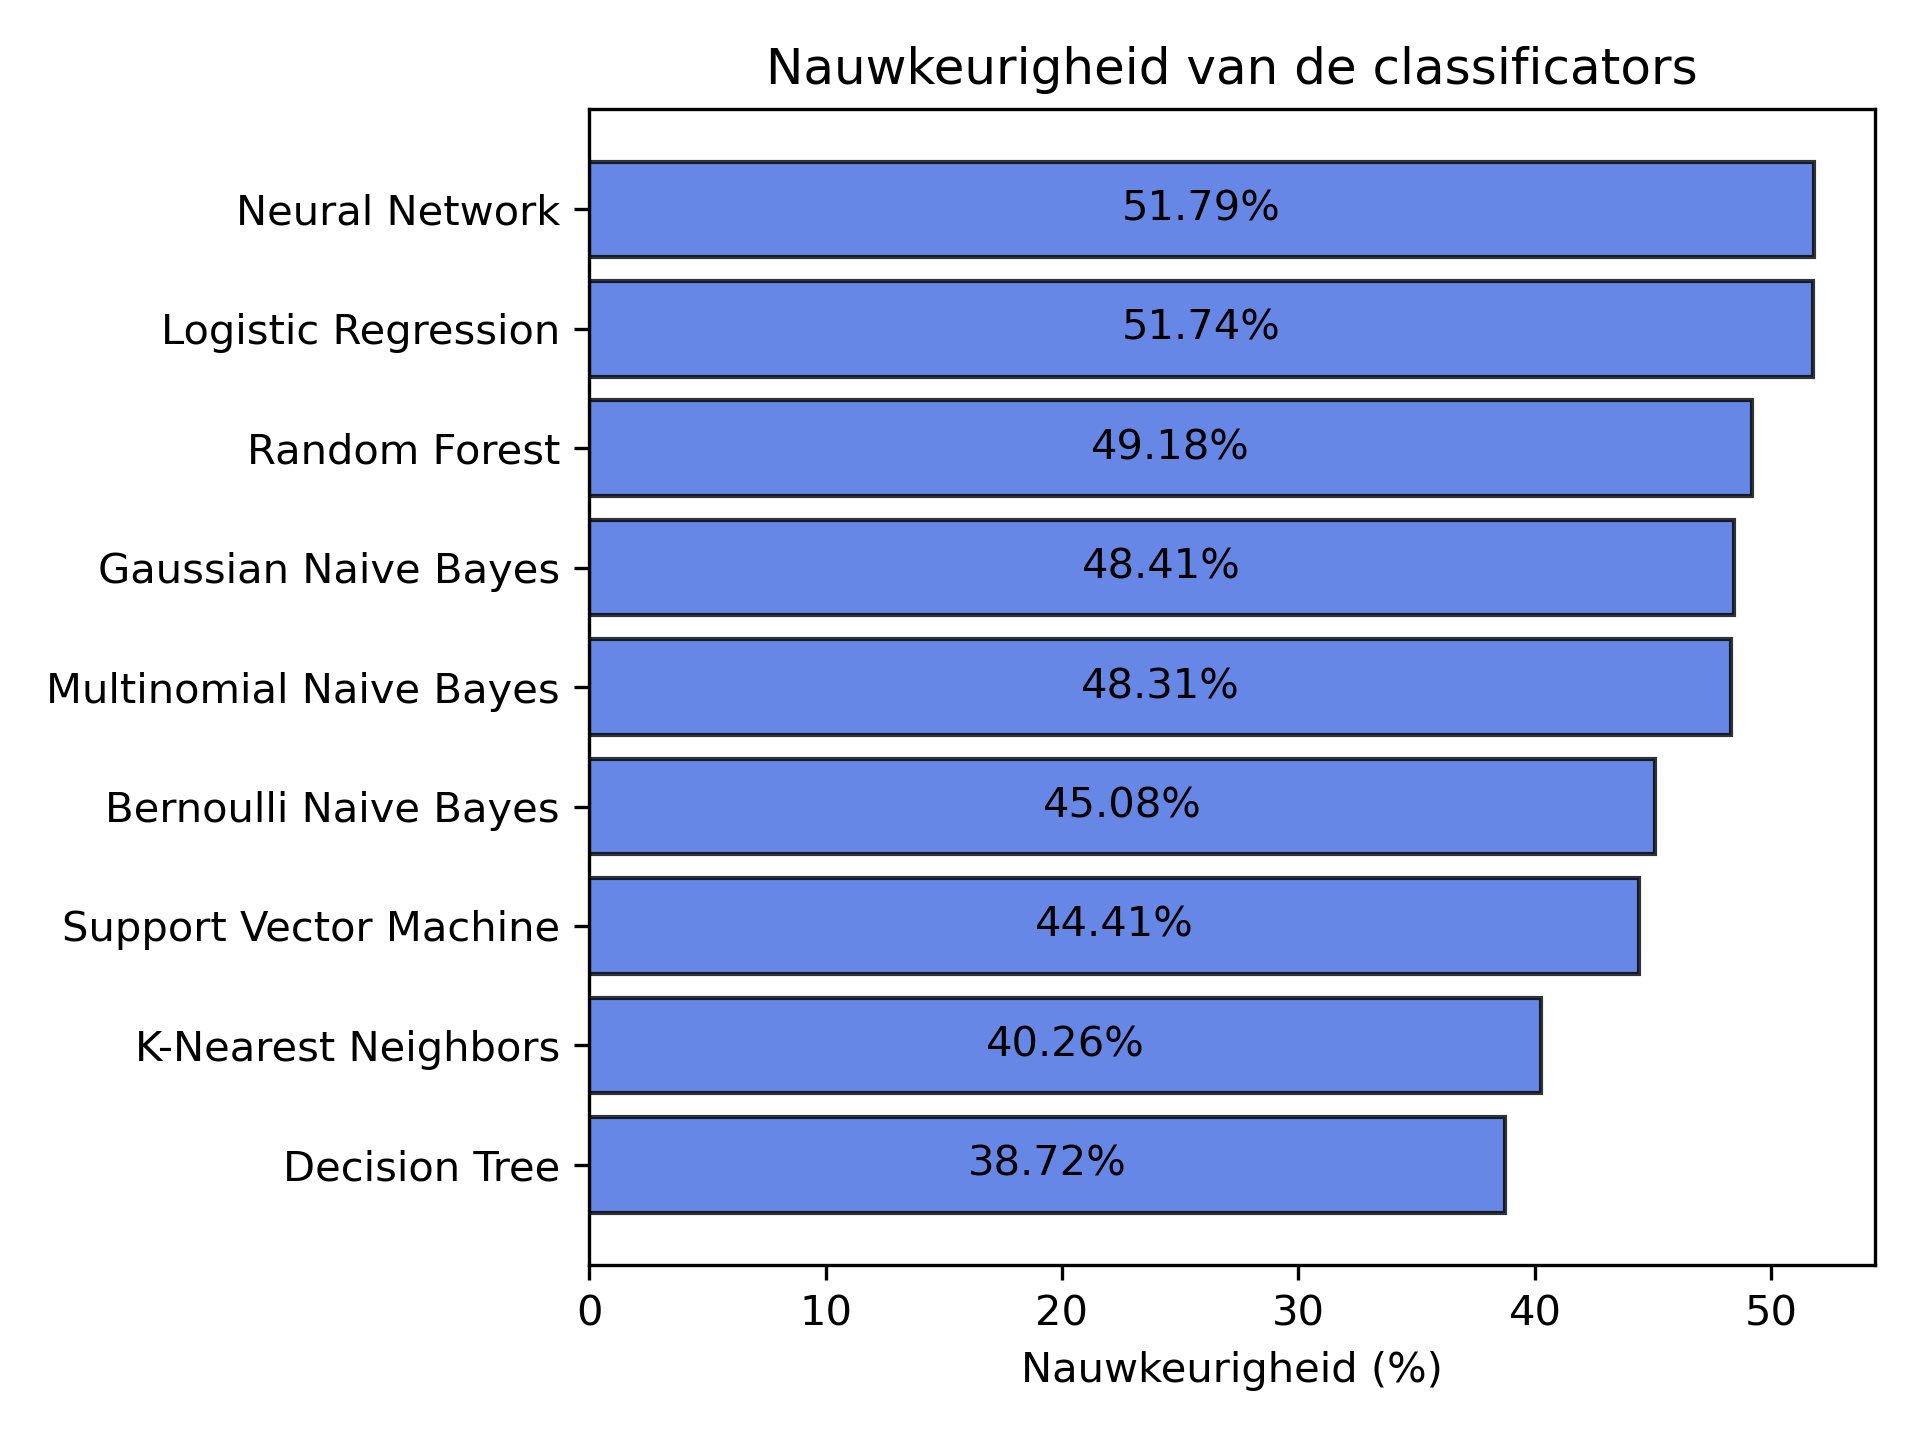 Nauwkeurigheid van de classificators
Neural Network 51.79%
Logistic Regression 51.74%
Random Forest 49.18%
Gaussian Naive Bayes 48.41%
Multinomial Naive Bayes 48.31%
Bernoulli Naive Bayes 45.08%
Support Vector Machine 44.41%
K-Nearest Neighbors 40.26%
Decision Tree 38.72%
0 10 20 30 40 50
Nauwkeurigheid (%)